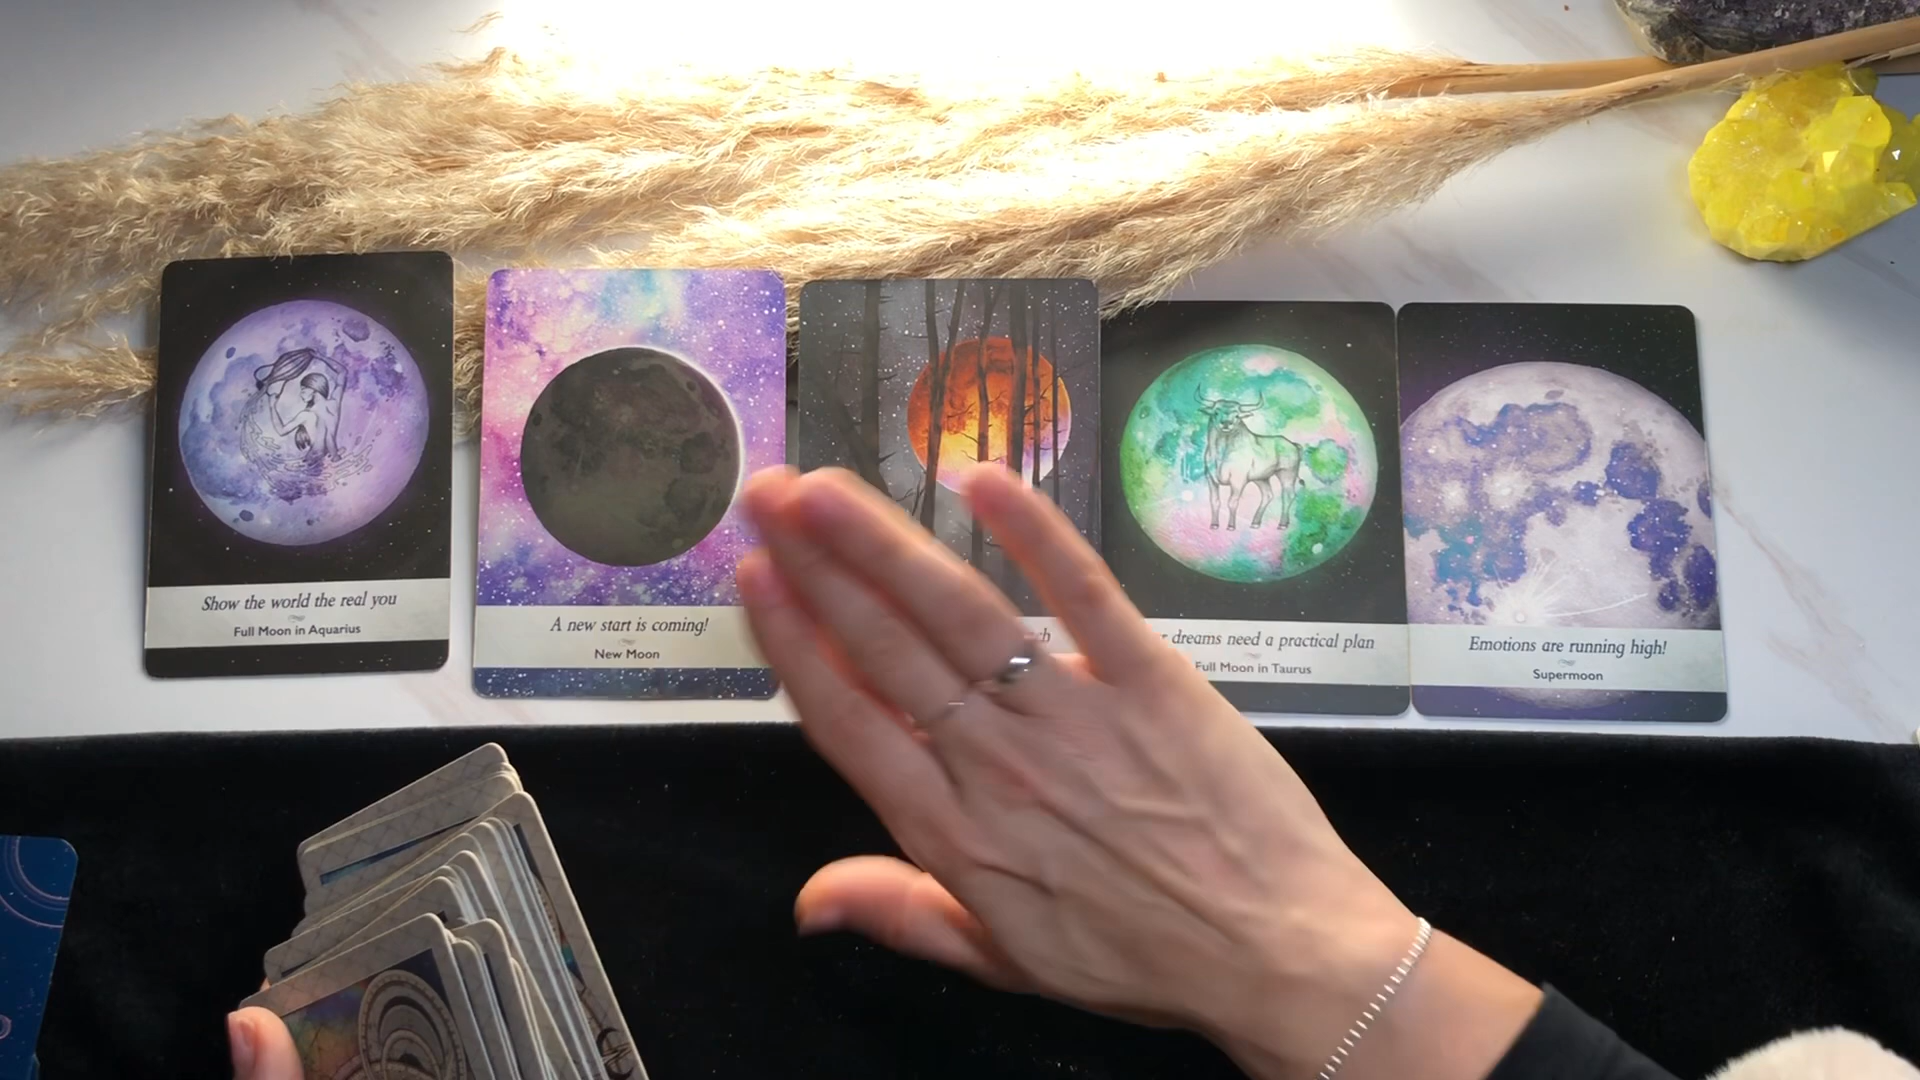 Show the world the real you
Full Moon in Aquarius
A new start is coming!
New Moon
dreams need a practical plan
Full Moon in Taurus
Emotions are running high!
Supermoon